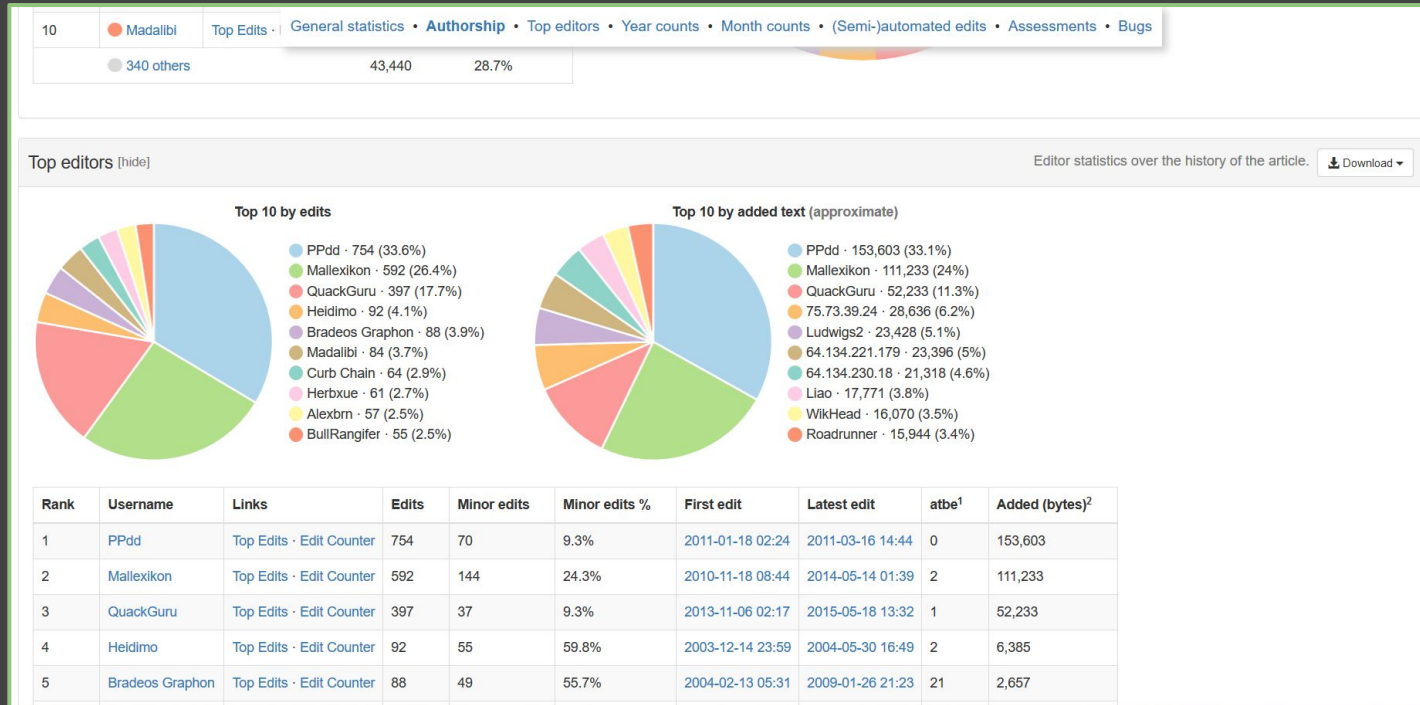 General statistics • Authorship • Top editors • Year counts • Month counts • (Semi-)automated edits • Assessments • Bugs
10 Madalibi Top Edits ·
340 others 43,440 28.7%
Top editors [hide] Editor statistics over the history of the article. Download
Top 10 by edits
PPdd · 754 (33.6%)
Mallexikon · 592 (26.4%)
QuackGuru · 397 (17.7%)
Heidimo · 92 (4.1%)
Bradeos Graphon · 88 (3.9%)
Madalibi · 84 (3.7%)
Curb Chain · 64 (2.9%)
Herbxue · 61 (2.7%)
Alexbrn · 57 (2.5%)
BullRangifer · 55 (2.5%)
Top 10 by added text (approximate)
PPdd · 153,603 (33.1%)
Mallexikon · 111,233 (24%)
QuackGuru · 52,233 (11.3%)
75.73.39.24 · 28,636 (6.2%)
Ludwigs2 · 23,428 (5.1%)
64.134.221.179 · 23,396 (5%)
64.134.230.18 · 21,318 (4.6%)
Liao · 17,771 (3.8%)
WikHead · 16,070 (3.5%)
Roadrunner · 15,944 (3.4%)
Rank Username Links Edits Minor edits Minor edits % First edit Latest edit atbe1 Added (bytes)2
1 PPdd Top Edits · Edit Counter 754 70 9.3% 2011-01-18 02:24 2011-03-16 14:44 0 153,603
2 Mallexikon Top Edits · Edit Counter 592 144 24.3% 2010-11-18 08:44 2014-05-14 01:39 2 111,233
3 QuackGuru Top Edits · Edit Counter 397 37 9.3% 2013-11-06 02:17 2015-05-18 13:32 1 52,233
4 Heidimo Top Edits · Edit Counter 92 55 59.8% 2003-12-14 23:59 2004-05-30 16:49 2 6,385
5 Bradeos Graphon Top Edits · Edit Counter 88 49 55.7% 2004-02-13 05:31 2009-01-26 21:23 21 2,657